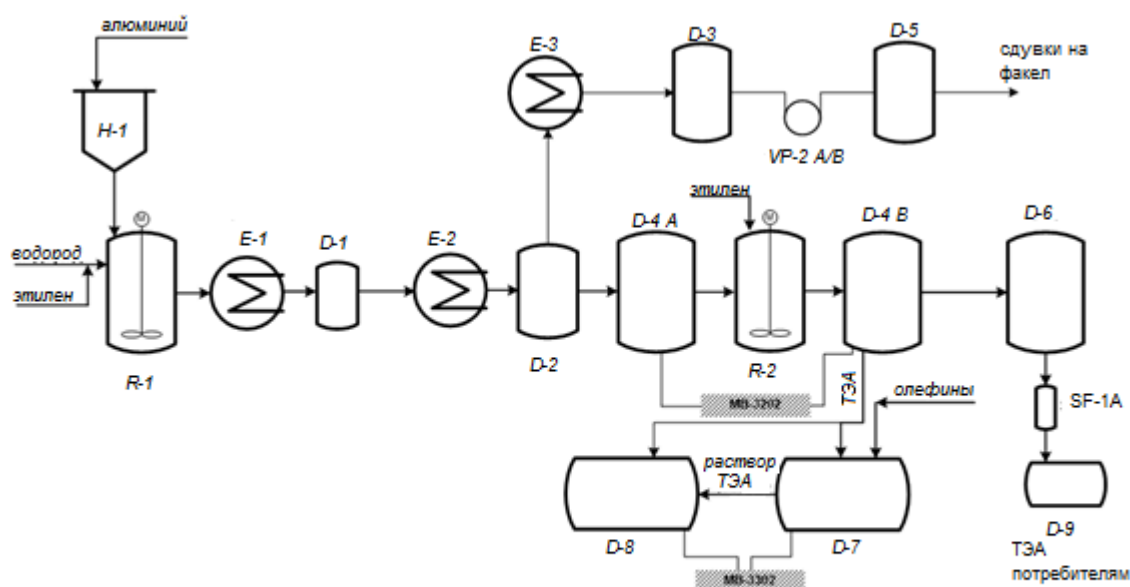 алюминий
E-3
D-3
D-5
сдувки на
факел
H-1
VP-2 A/B
этилен
M
M
D-4 A
D-4 B
D-6
E-1
D-1
E-2
водород
этилен
R-1
D-2
R-2
ТЭА
MB-3202
олефины
SF-1A
раствор
ТЭА
D-8
D-7
D-9
ТЭА
потребителям
MB-3302